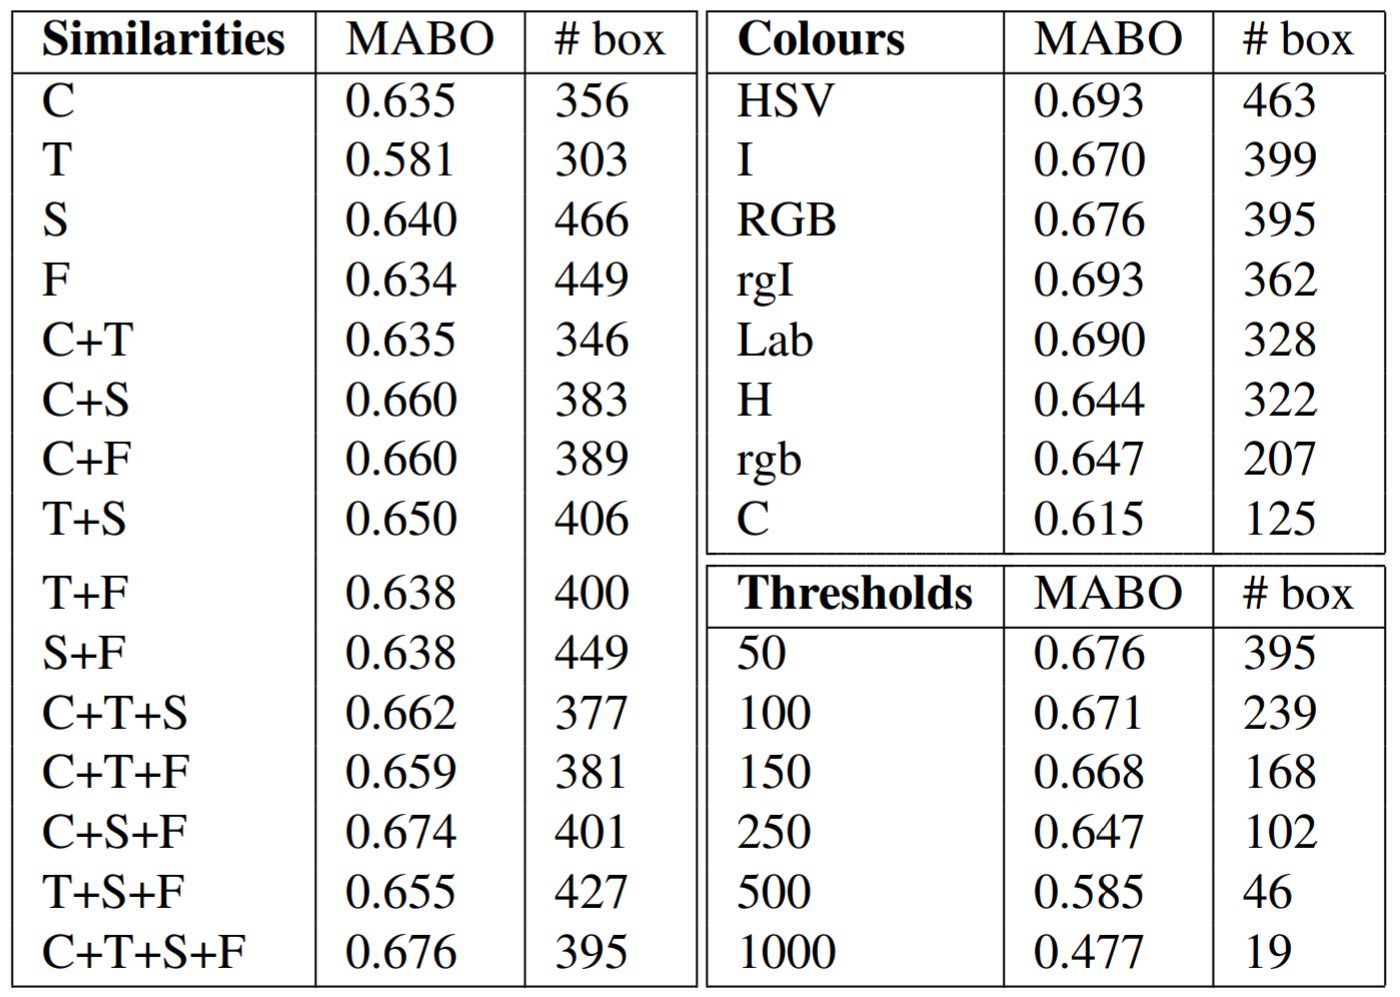 Similarities MABO # box
C 0.635 356
T 0.581 303
S 0.640 466
F 0.634 449
C+T 0.635 346
C+S 0.660 383
C+F 0.660 389
T+S 0.650 406
T+F 0.638 400
S+F 0.638 449
C+T+S 0.662 377
C+T+F 0.659 381
C+S+F 0.674 401
T+S+F 0.655 427
C+T+S+F 0.676 395
Colours MABO # box
HSV 0.693 463
I 0.670 399
RGB 0.676 395
rgI 0.693 362
Lab 0.690 328
H 0.644 322
rgb 0.647 207
C 0.615 125
Thresholds MABO # box
50 0.676 395
100 0.671 239
150 0.668 168
250 0.647 102
500 0.585 46
1000 0.477 19